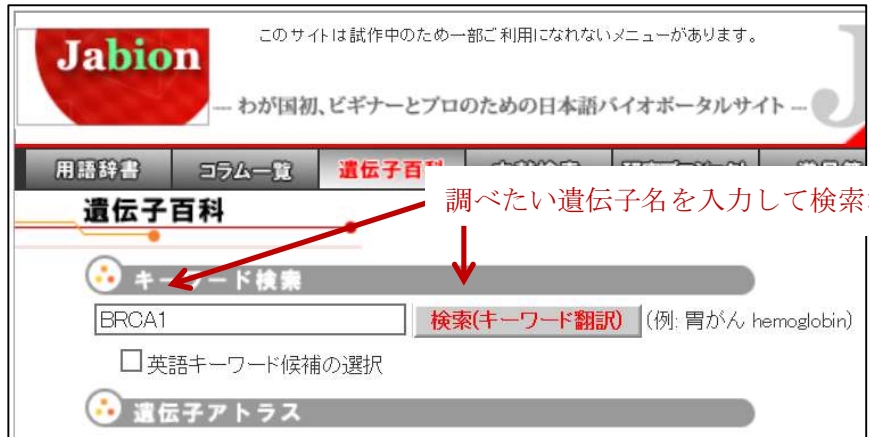 このサイトは試作中のため一部ご利用になれないメニューがあります。
Jabion
--- わが国初、ビギナーとプロのための日本語バイオポータルサイト ---
用語辞書 コラム一覧 遺伝子百科
調べたい遺伝子名を入力して検索
遺伝子百科
キーワード検索
BRCA1 検索(キーワード翻訳) (例: 胃がん hemoglobin)
英語キーワード候補の選択
遺伝子アトラス